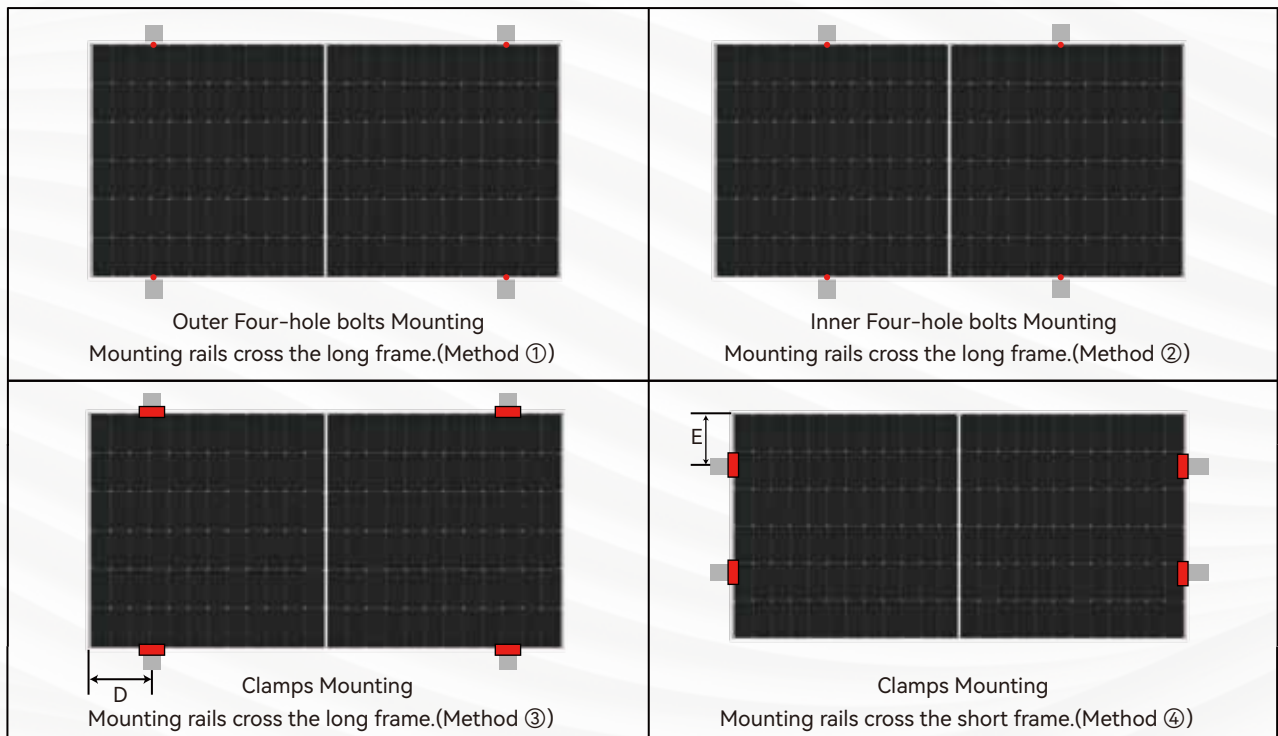 Outer Four-hole bolts Mounting
Mounting rails cross the long frame.(Method ①)
Inner Four-hole bolts Mounting
Mounting rails cross the long frame.(Method ②)
D
Clamps Mounting
Mounting rails cross the long frame.(Method ③)
E
Clamps Mounting
Mounting rails cross the short frame.(Method ④)